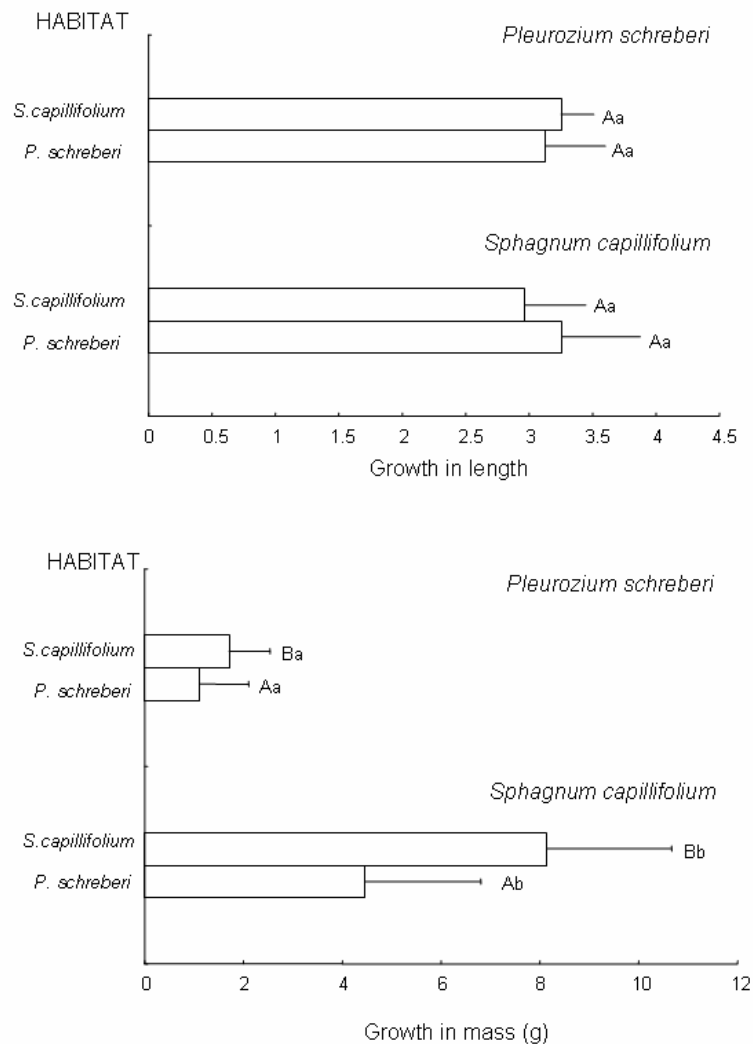 HABITAT
Pleurozium schreberi
S.capillifolium
Aa
P. schreberi
Aa
Sphagnum capillifolium
S.capillifolium
Aa
P. schreberi
Aa
0 0.5 1 1.5 2 2.5 3 3.5 4 4.5
Growth in length
HABITAT
Pleurozium schreberi
S.capillifolium
Ba
P. schreberi
Aa
Sphagnum capillifolium
S.capillifolium
Bb
P. schreberi
Ab
0 2 4 6 8 10 12
Growth in mass (g)